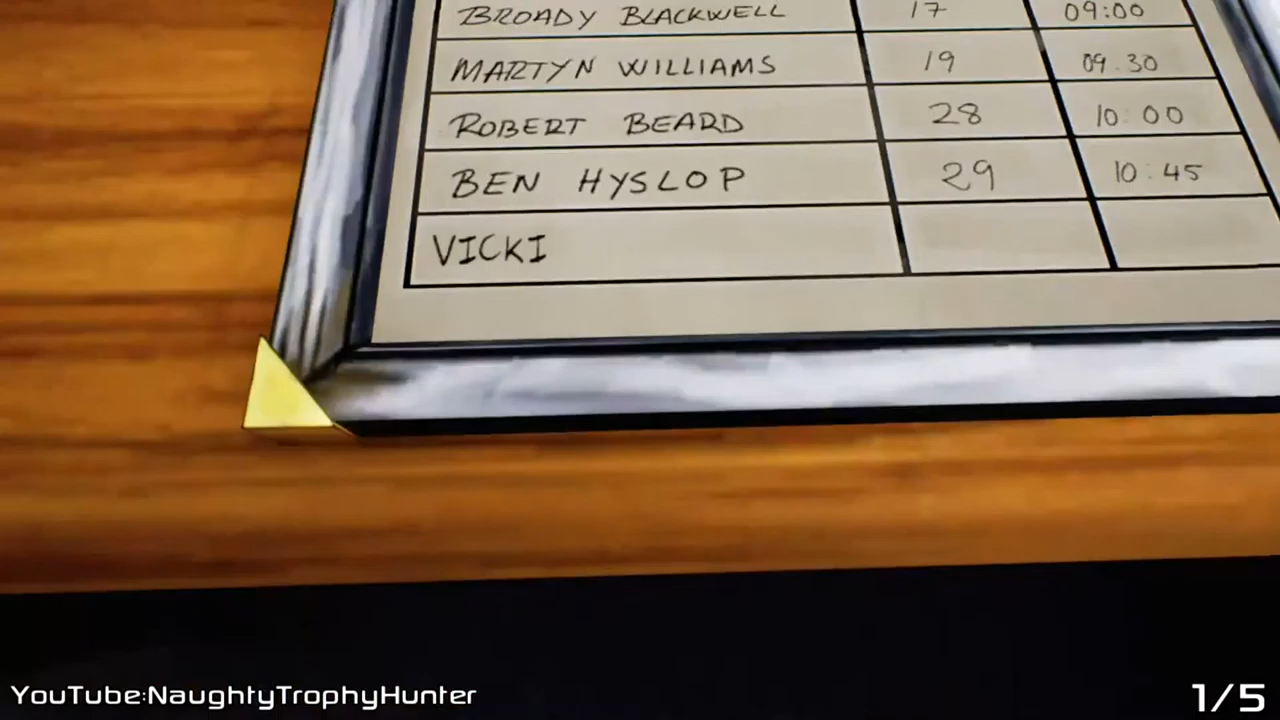 BROADY BLACKWELL 17 09:00
MARTYN WILLIAMS 19 09:30
ROBERT BEARD 28 10:00
BEN HYSLOP 29 10:45
VICKI
YouTube:NaughtyTrophyHunter 1/5